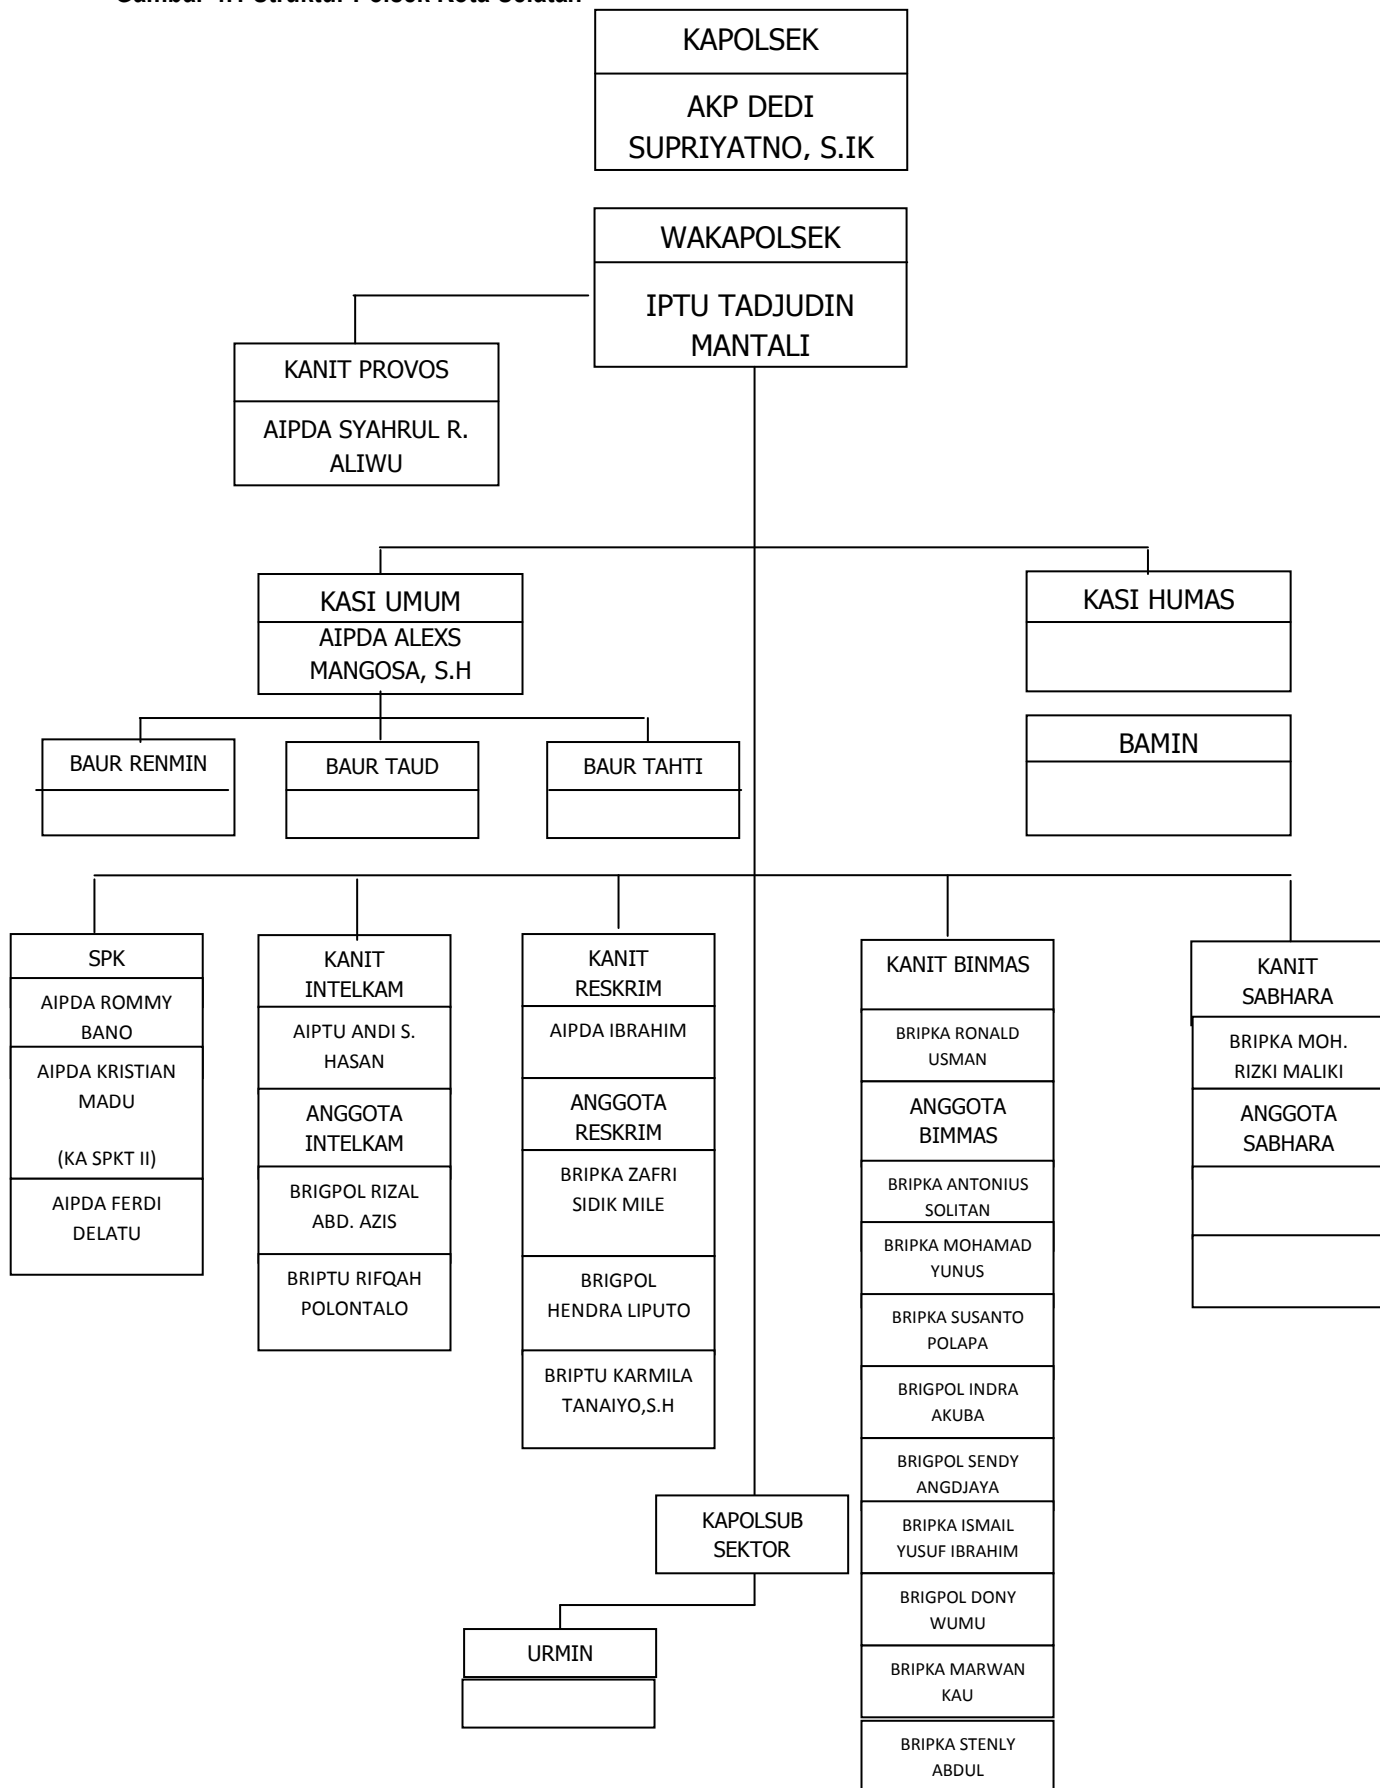 KAPOLSEK
AKP DEDI
SUPRIYATNO, S.IK
WAKAPOLSEK
IPTU TADJUDIN
MANTALI
KANIT PROVOS
AIPDA SYAHRUL R.
ALIWU
KASI UMUM
AIPDA ALEXS
MANGOSA, S.H
KASI HUMAS
BAUR RENMIN
BAUR TAUD
BAUR TAHTI
BAMIN
SPK
AIPDA ROMMY
BANO
AIPDA KRISTIAN
MADU
(KA SPKT II)
AIPDA FERDI
DELATU
KANIT
INTELKAM
AIPTU ANDI S.
HASAN
ANGGOTA
INTELKAM
BRIGPOL RIZAL
ABD. AZIS
BRIPTU RIFQAH
POLONTALO
KANIT
RESKRIM
AIPDA IBRAHIM
ANGGOTA
RESKRIM
BRIPKA ZAFRI
SIDIK MILE
BRIGPOL
HENDRA LIPUTO
BRIPTU KARMILA
TANAIYO,S.H
KANIT BINMAS
BRIPKA RONALD
USMAN
ANGGOTA
BIMMAS
BRIPKA ANTONIUS
SOLITAN
BRIPKA MOHAMAD
YUNUS
BRIPKA SUSANTO
POLAPA
BRIGPOL INDRA
AKUBA
BRIGPOL SENDY
ANGDJAYA
BRIPKA ISMAIL
YUSUF IBRAHIM
BRIGPOL DONY
WUMU
BRIPKA MARWAN
KAU
BRIPKA STENLY
ABDUL
KANIT
SABHARA
BRIPKA MOH.
RIZKI MALIKI
ANGGOTA
SABHARA
KAPOLSUB
SEKTOR
URMIN